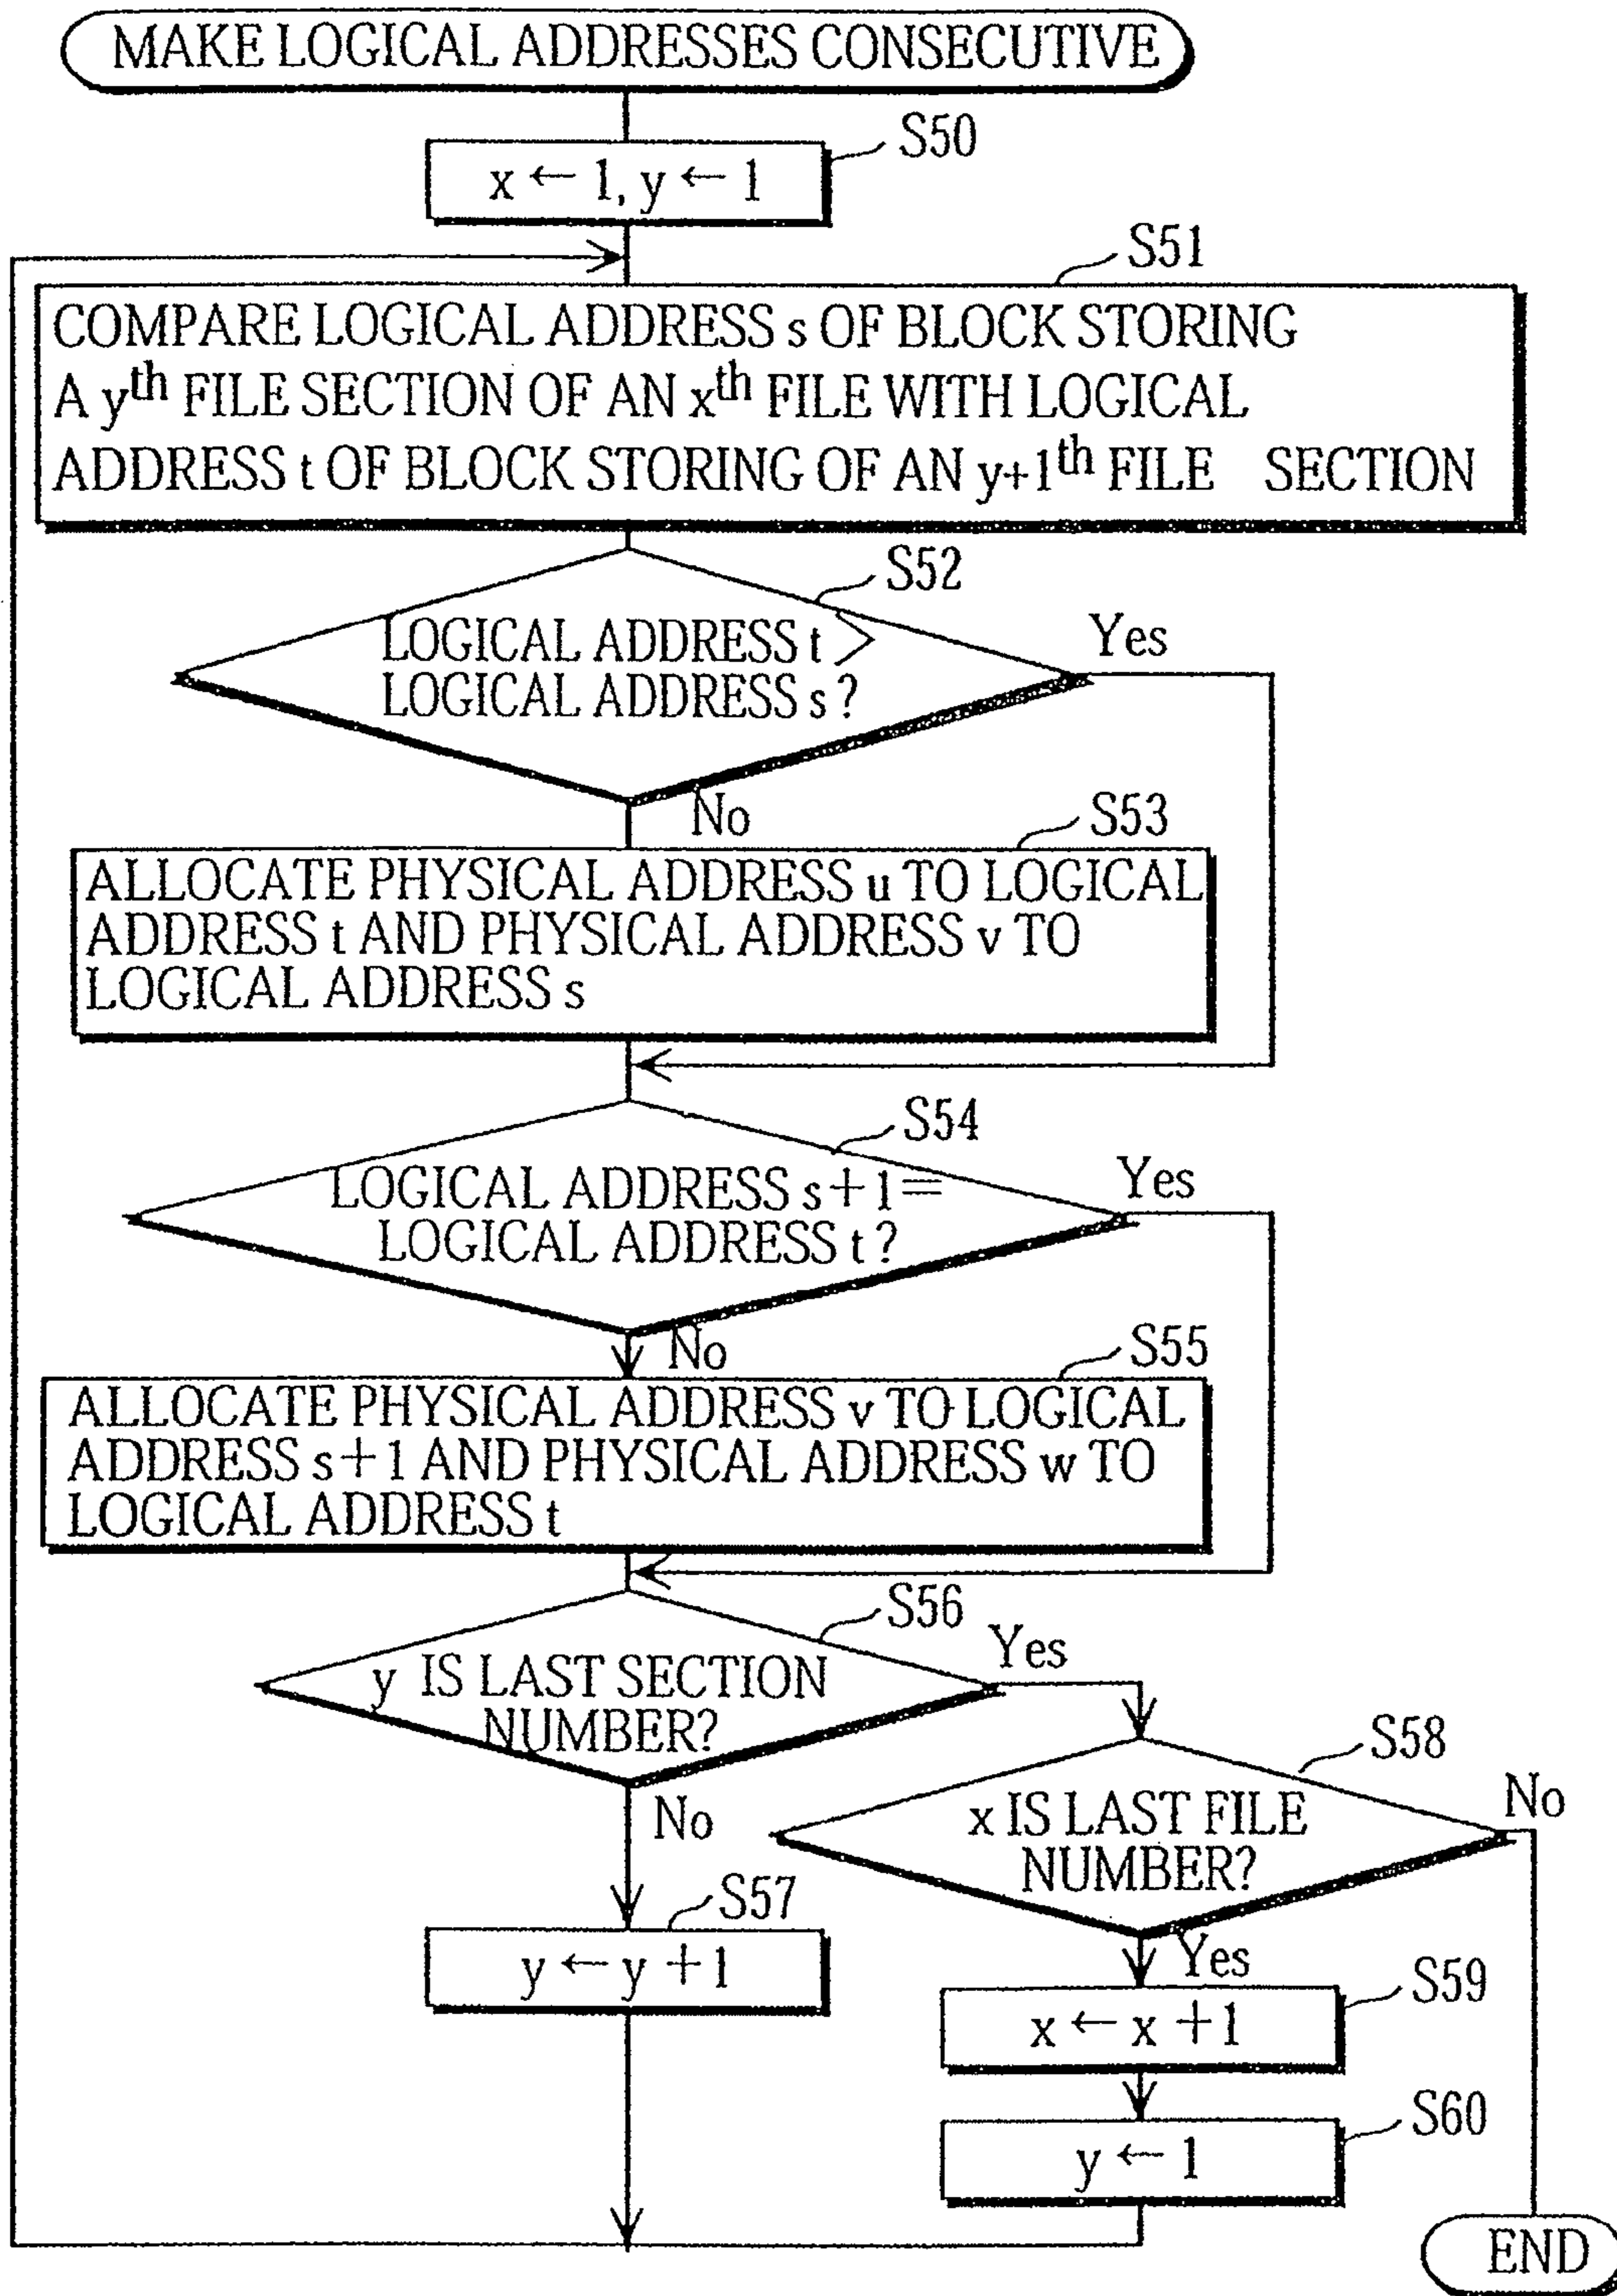 MAKE LOGICAL ADDRESSES CONSECUTIVE
S50
x ← 1, y ← 1
S51
COMPARE LOGICAL ADDRESS s OF BLOCK STORING
A yth FILE SECTION OF AN xth FILE WITH LOGICAL
ADDRESS t OF BLOCK STORING OF AN y+1th FILE SECTION
S52
LOGICAL ADDRESS t >
LOGICAL ADDRESS s?
Yes
No
S53
ALLOCATE PHYSICAL ADDRESS u TO LOGICAL
ADDRESS t AND PHYSICAL ADDRESS v TO
LOGICAL ADDRESS s
S54
LOGICAL ADDRESS s+1=
LOGICAL ADDRESS t?
Yes
No
S55
ALLOCATE PHYSICAL ADDRESS v TO LOGICAL
ADDRESS s+1 AND PHYSICAL ADDRESS w TO
LOGICAL ADDRESS t
S56
y IS LAST SECTION
NUMBER?
Yes
No
S57
y ← y +1
S58
x IS LAST FILE
NUMBER?
No
Yes
S59
x ← x +1
S60
y ← 1
END